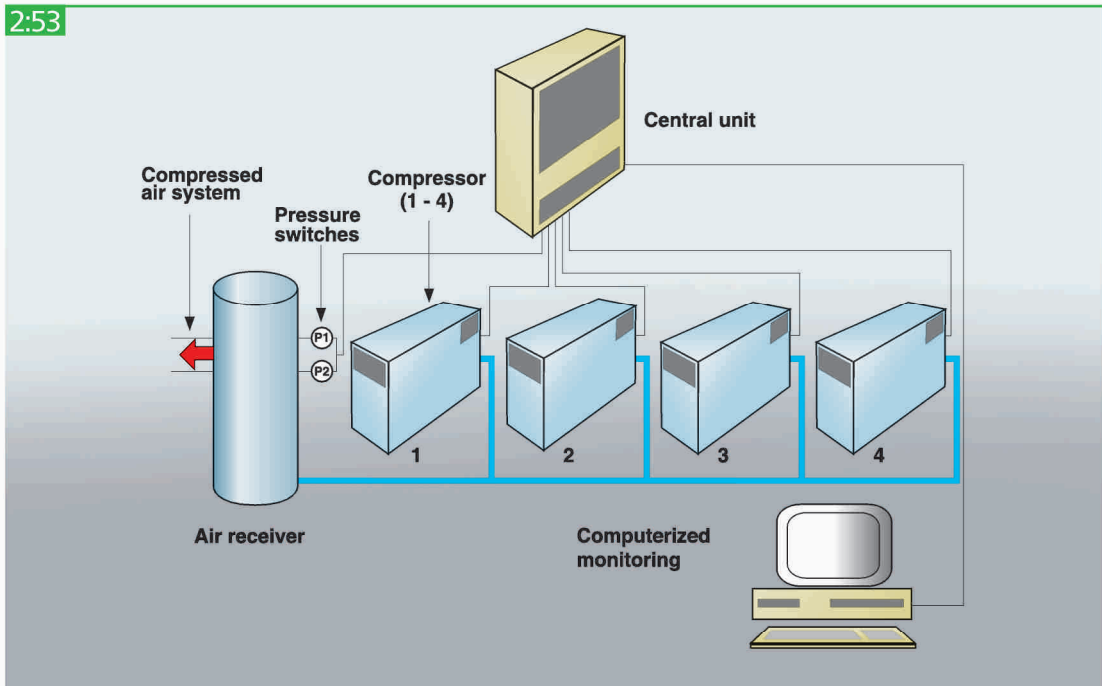 2:53
Central unit
Compressed
air system
Compressor
(1 - 4)
Pressure
switches
P1
P2
1
2
3
4
Air receiver
Computerized
monitoring